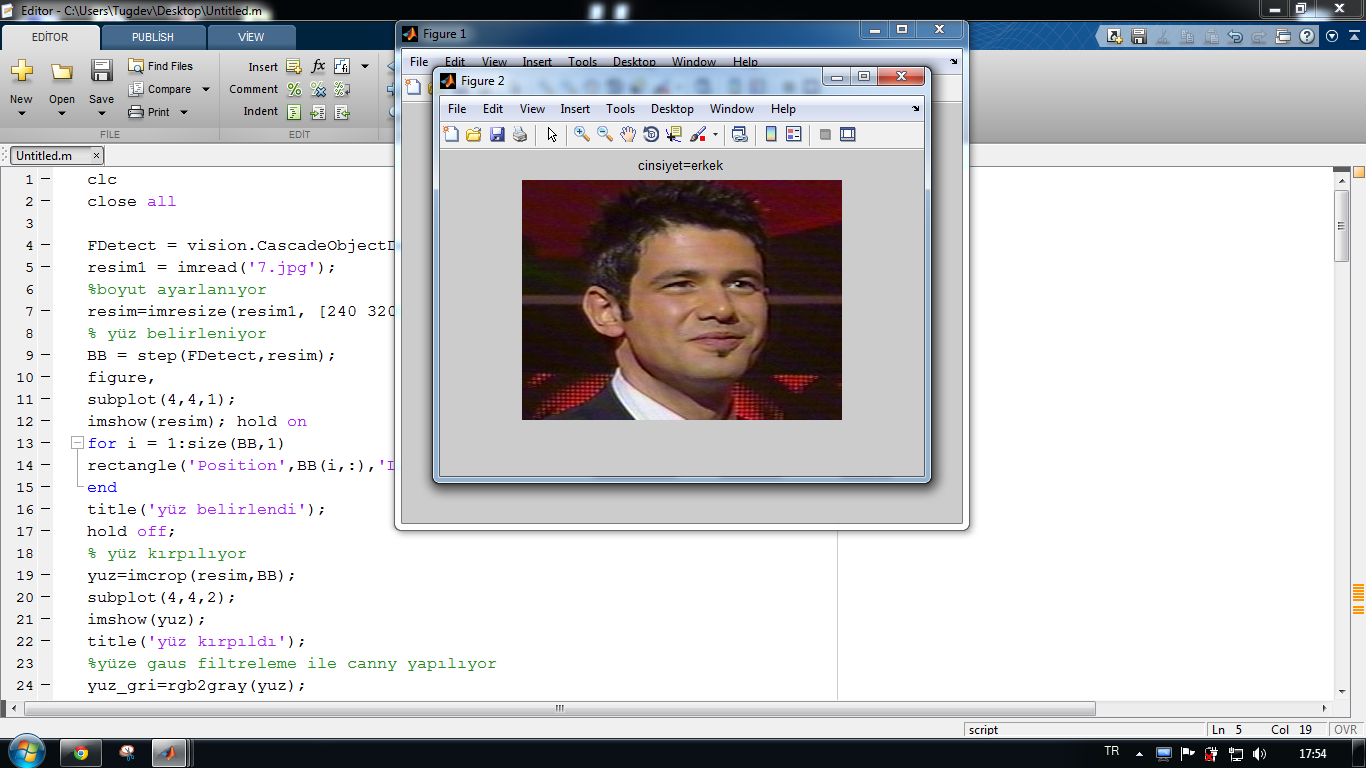 Editor - C:\Users\Tugdev\Desktop\Untitled.m
EDİTOR PUBLİSH VİEW
New Open Save
Find Files
Compare
Print
FİLE
Insert
Comment
Indent
EDİT
Untitled.m ×
1 clc
2 close all
3
4 FDetect = vision.CascadeObjectD
5 resim1 = imread('7.jpg');
6 %boyut ayarlanıyor
7 resim=imresize(resim1, [240 320
8 % yüz belirleniyor
9 BB = step(FDetect,resim);
10 figure,
11 subplot(4,4,1);
12 imshow(resim); hold on
13 for i = 1:size(BB,1)
14 rectangle('Position',BB(i,:),'L
15 end
16 title('yüz belirlendi');
17 hold off;
18 % yüz kırpılıyor
19 yuz=imcrop(resim,BB);
20 subplot(4,4,2);
21 imshow(yuz);
22 title('yüz kırpıldı');
23 %yüze gaus filtreleme ile canny yapılıyor
24 yuz_gri=rgb2gray(yuz);
Figure 1
File Edit View Insert Tools Desktop Window Help
Figure 2
File Edit View Insert Tools Desktop Window Help
cinsiyet=erkek
script Ln 5 Col 19 OVR
TR 17:54